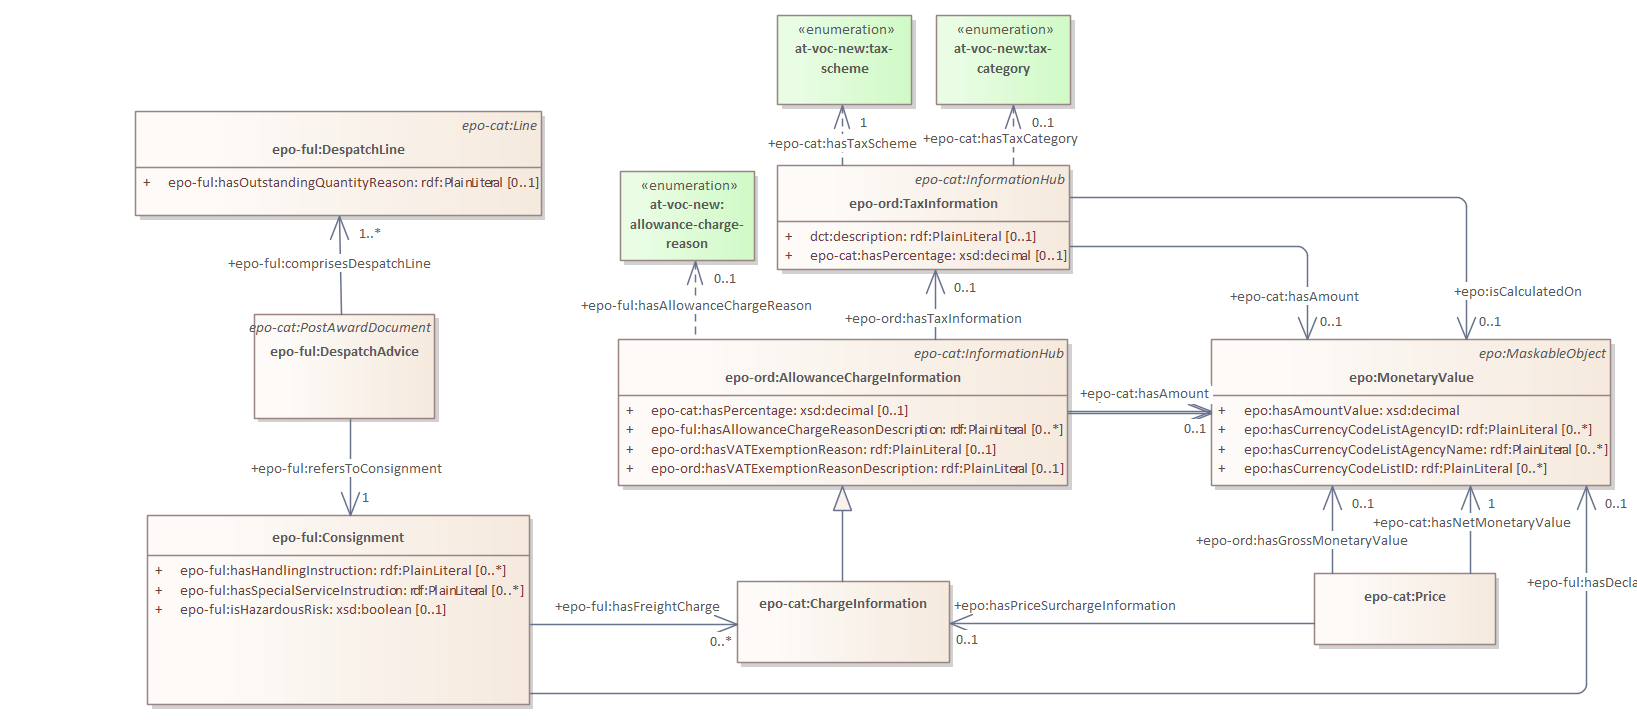 «enumeration»
at-voc-new:tax-
scheme
«enumeration»
at-voc-new:tax-
category
1
+epo-cat:hasTaxScheme
0..1
+epo-cat:hasTaxCategory
epo-cat:Line
epo-ful:DespatchLine
+ epo-ful:hasOutstandingQuantityReason: rdf:PlainLiteral [0..1]
1..*
+epo-ful:comprisesDespatchLine
epo-cat:PostAwardDocument
epo-ful:DespatchAdvice
+epo-ful:refersToConsignment
1
epo-ful:Consignment
+ epo-ful:hasHandlingInstruction: rdf:PlainLiteral [0..*]
+ epo-ful:hasSpecialServiceInstruction: rdf:PlainLiteral [0..*]
+ epo-ful:isHazardousRisk: xsd:boolean [0..1]
«enumeration»
at-voc-new:
allowance-charge-
reason
0..1
+epo-ful:hasAllowanceChargeReason
epo-cat:InformationHub
epo-ord:TaxInformation
+ dct:description: rdf:PlainLiteral [0..1]
+ epo-cat:hasPercentage: xsd:decimal [0..1]
0..1
+epo-ord:hasTaxInformation
+epo-cat:hasAmount
0..1
+epo:isCalculatedOn
0..1
epo-cat:InformationHub
epo-ord:AllowanceChargeInformation
+ epo-cat:hasPercentage: xsd:decimal [0..1]
+ epo-ful:hasAllowanceChargeReasonDescription: rdf:PlainLiteral [0..*]
+ epo-ord:hasVATExemptionReason: rdf:PlainLiteral [0..1]
+ epo-ord:hasVATExemptionReasonDescription: rdf:PlainLiteral [0..1]
+epo-cat:hasAmount
0..1
epo:MaskableObject
epo:MonetaryValue
+ epo:hasAmountValue: xsd:decimal
+ epo:hasCurrencyCodeListAgencyID: rdf:PlainLiteral [0..*]
+ epo:hasCurrencyCodeListAgencyName: rdf:PlainLiteral [0..*]
+ epo:hasCurrencyCodeListID: rdf:PlainLiteral [0..*]
0..1
+epo-ord:hasGrossMonetaryValue
1
+epo-cat:hasNetMonetaryValue
0..1
+epo-ful:hasDecla
+epo-ful:hasFreightCharge
0..*
epo-cat:ChargeInformation
+epo:hasPriceSurchargeInformation
0..1
epo-cat:Price